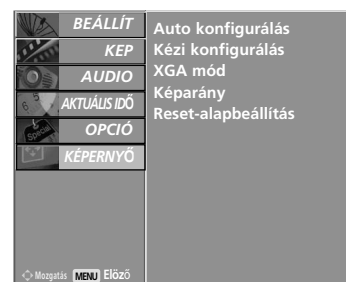 BEÁLLÍT
KEP
AUDIO
AKTUÁLIS IDŐ
OPCIÓ
KÉPERNYŐ
Auto konfigurálás
Kézi konfigurálás
XGA mód
Képarány
Reset-alapbeállítás
Special
Mozgatás MENU Előző